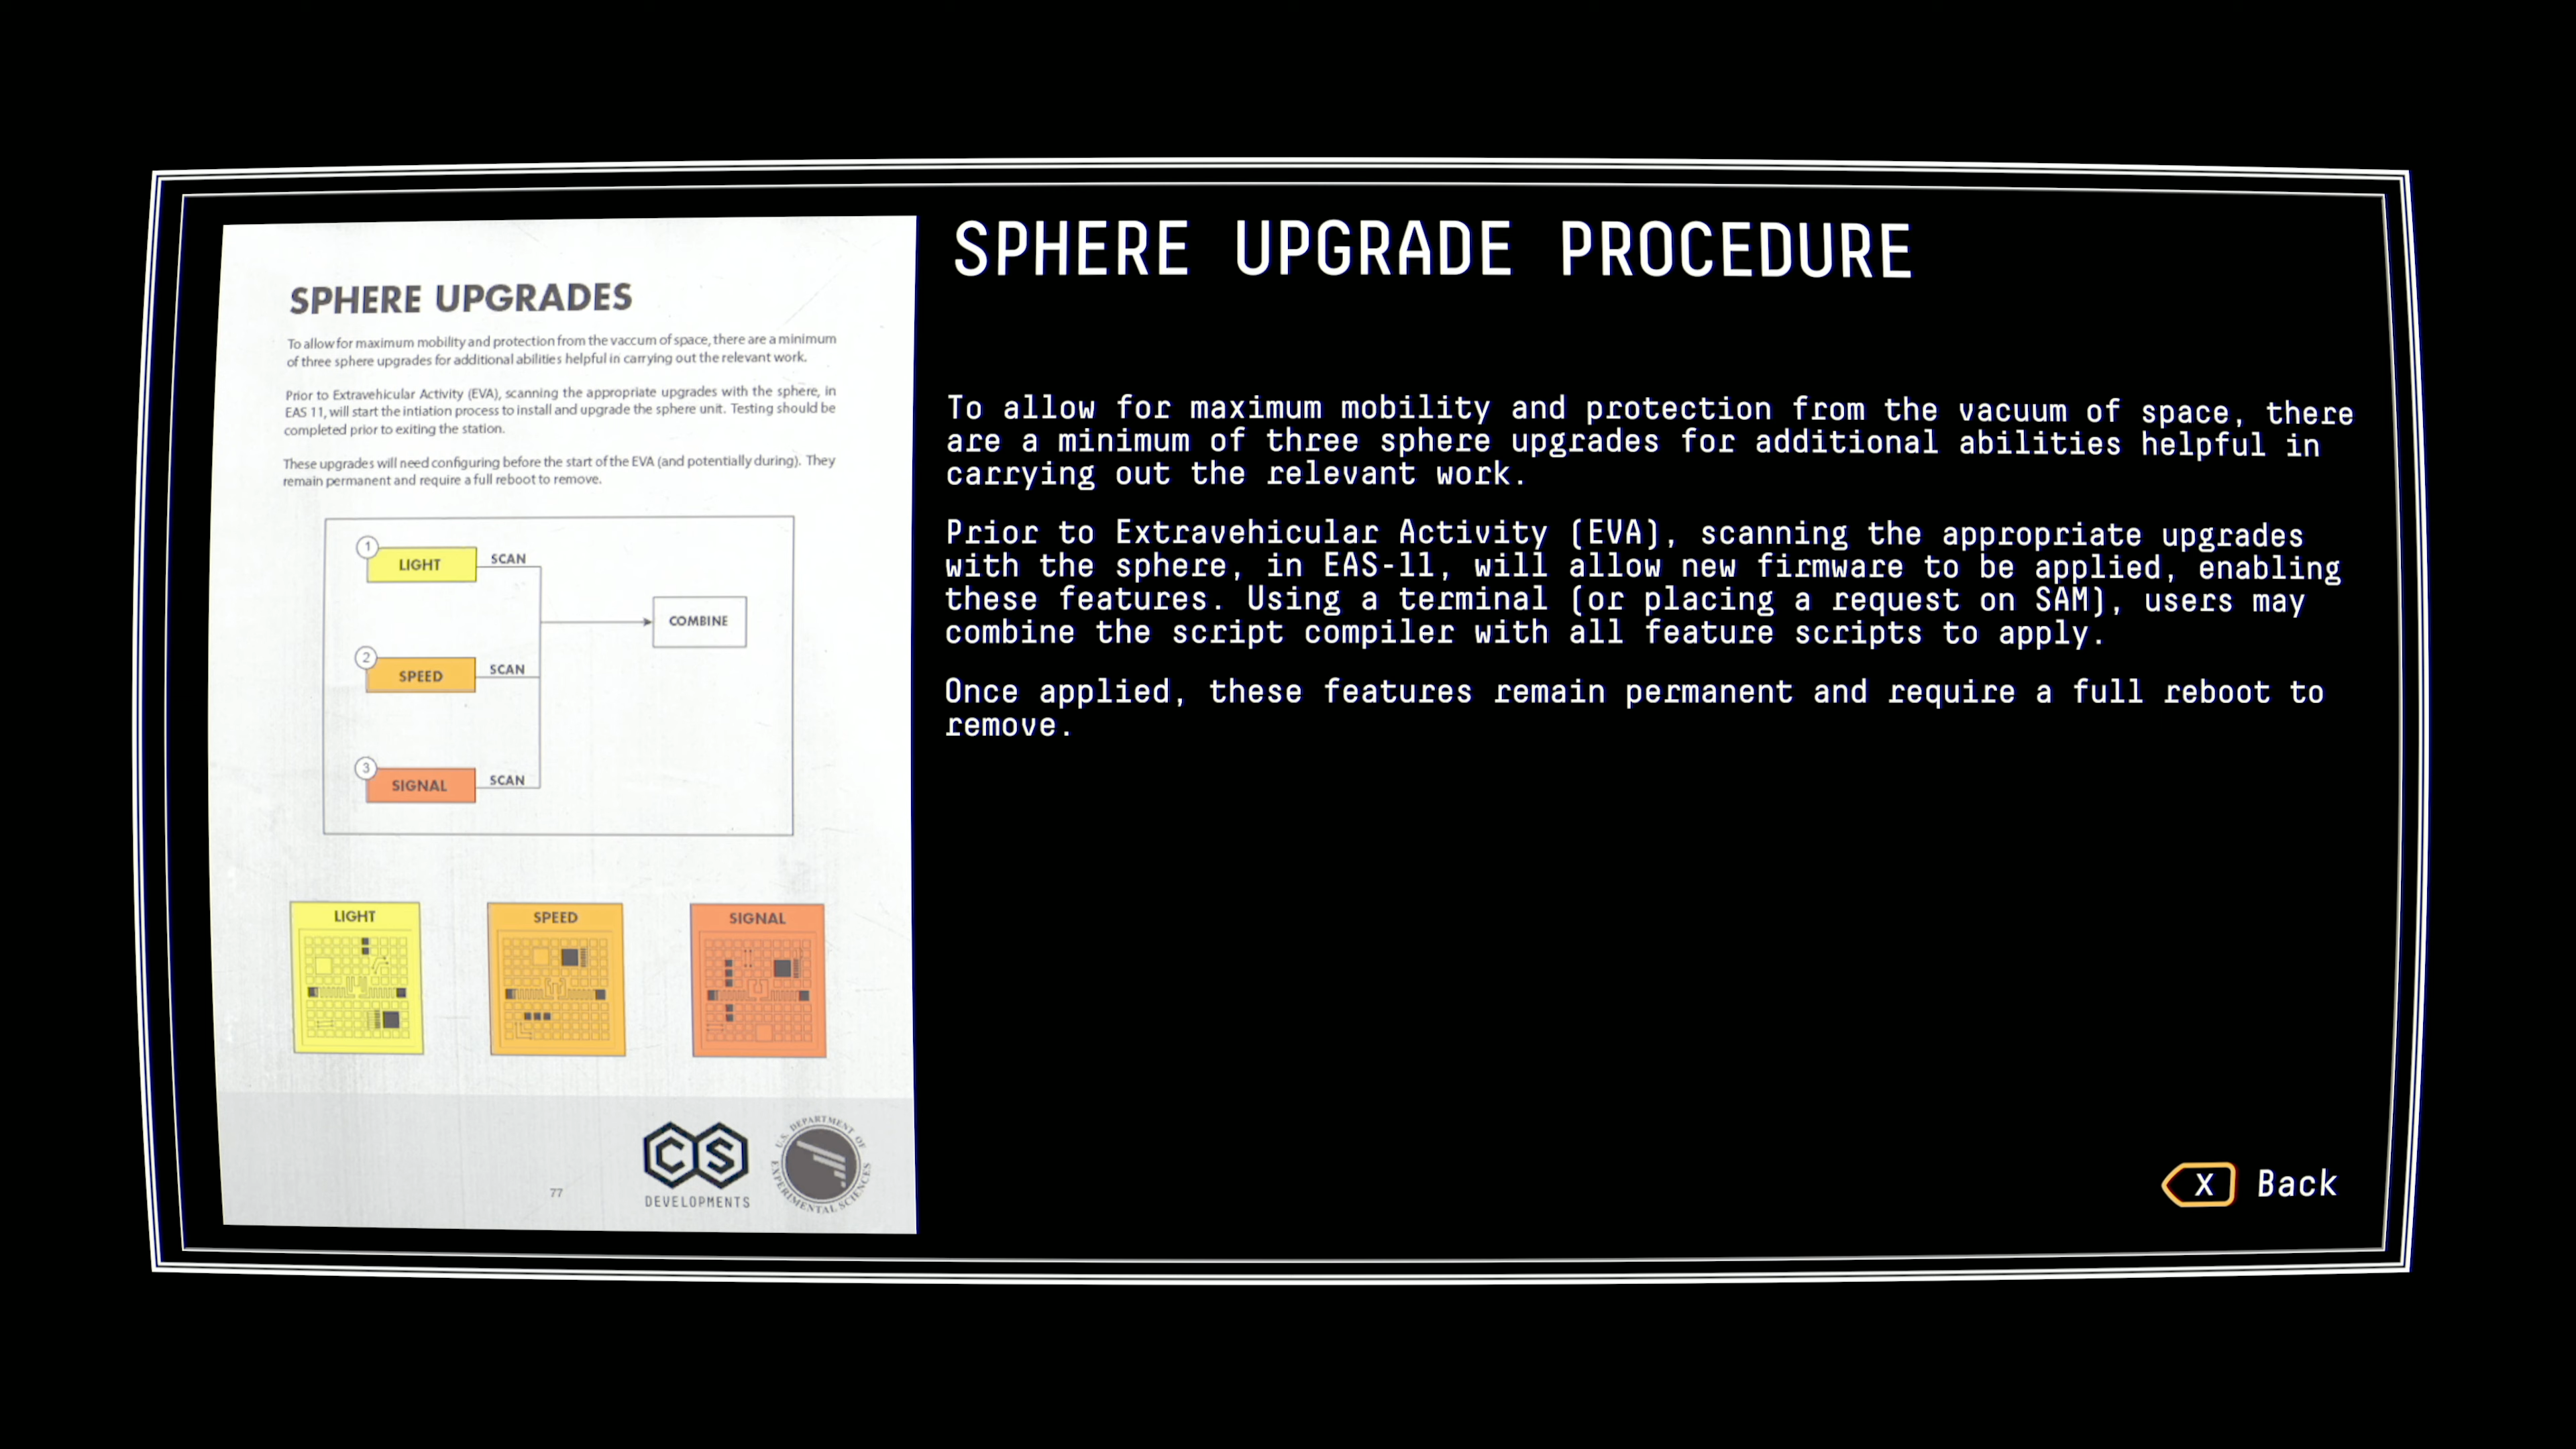 SPHERE UPGRADES
To allow for maximum mobility and protection from the vaccum of space, there are a minimum
of three sphere upgrades for additional abilities helpful in carrying out the relevant work.
Prior to Extravehicular Activity (EVA), scanning the appropriate upgrades with the sphere, in
EAS 11, will start the intiation process to install and upgrade the sphere unit. Testing should be
completed prior to exiting the station.
These upgrades will need configuring before the start of the EVA (and potentially during). They
remain permanent and require a full reboot to remove.
1
LIGHT
SCAN
COMBINE
2
SPEED
SCAN
3
SIGNAL
SCAN
LIGHT
SPEED
SIGNAL
77
CS
DEVELOPMENTS
U.S. DEPARTMENT OF
EXPERIMENTAL SCIENCES
SPHERE UPGRADE PROCEDURE
To allow for maximum mobility and protection from the vacuum of space, there
are a minimum of three sphere upgrades for additional abilities helpful in
carrying out the relevant work.
Prior to Extravehicular Activity (EVA), scanning the appropriate upgrades
with the sphere, in EAS-11, will allow new firmware to be applied, enabling
these features. Using a terminal (or placing a request on SAM), users may
combine the script compiler with all feature scripts to apply.
Once applied, these features remain permanent and require a full reboot to
remove.
X Back